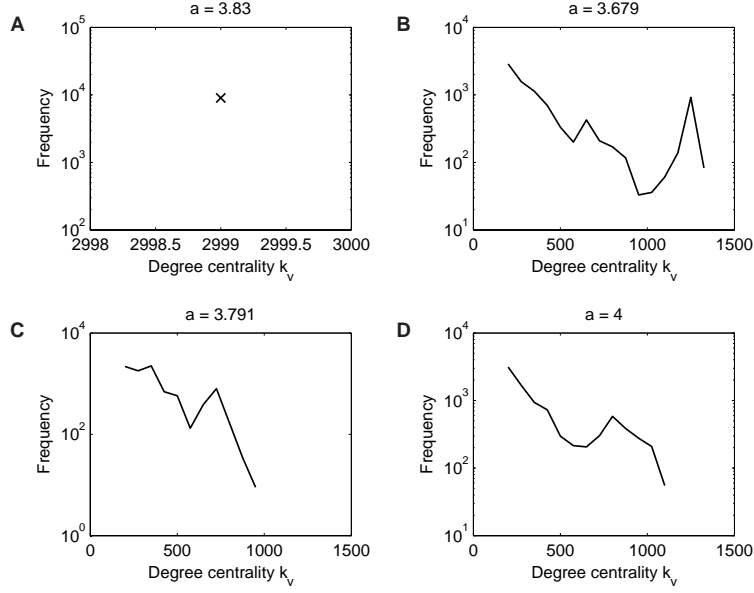 A
a = 3.83
10^5
10^4
10^3
10^2
Frequency
2998
2998.5
2999
2999.5
3000
Degree centrality k_v
B
a = 3.679
10^4
10^3
10^2
10^1
Frequency
0
500
1000
1500
Degree centrality k_v
C
a = 3.791
10^4
10^2
10^0
Frequency
0
500
1000
1500
Degree centrality k_v
D
a = 4
10^4
10^3
10^2
10^1
Frequency
0
500
1000
1500
Degree centrality k_v